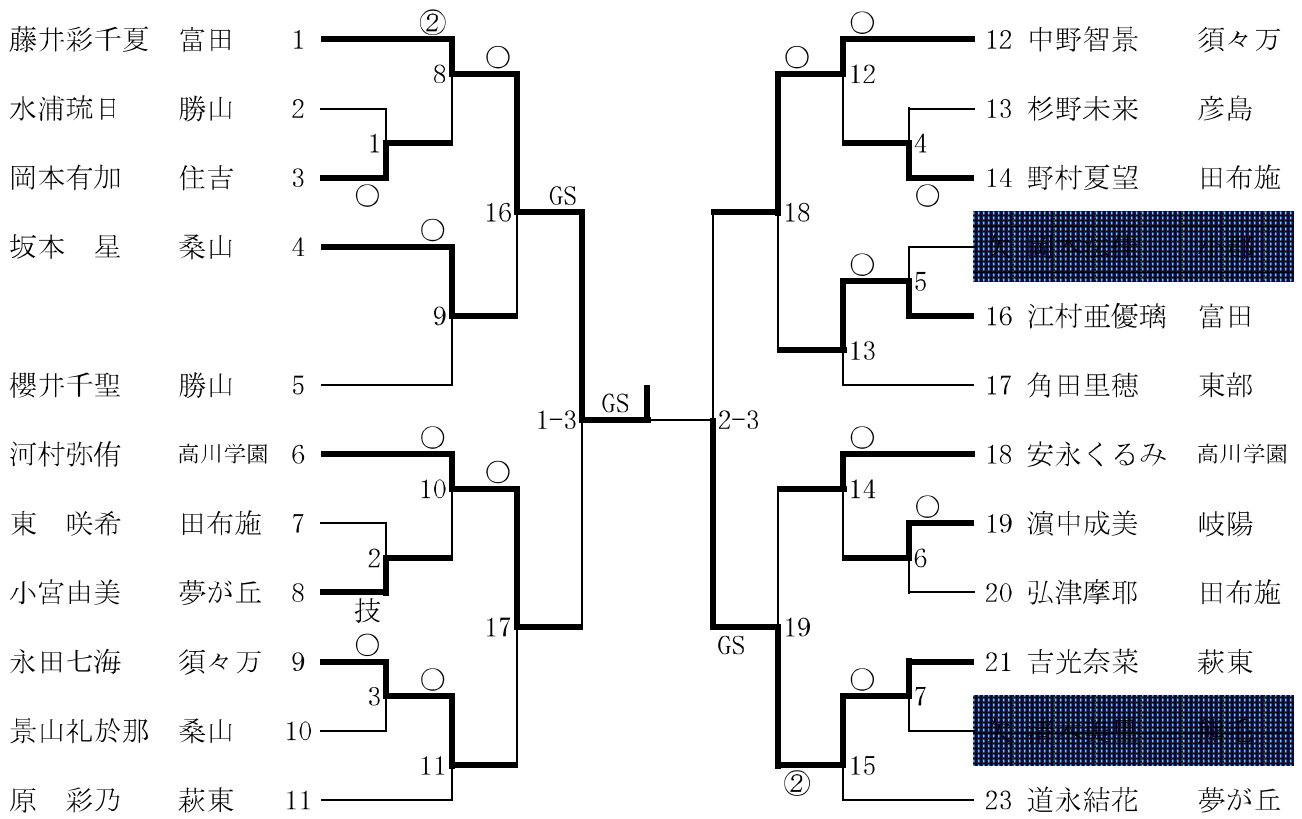 藤井彩千夏 富田 1
水浦琉日 勝山 2
岡本有加 住吉 3
坂本 星 桑山 4
櫻井千聖 勝山 5
河村弥侑 高川学園 6
東 咲希 田布施 7
小宮由美 夢が丘 8
永田七海 須々万 9
景山礼於那 桑山 10
原 彩乃 萩東 11
② 8
1
○
16
○ 9
○ 10
○
2
技
○ 3
○ 11
17
GS
1-3
GS
2-3
GS
○ 12
○
4
○
18
5
○ 13
○ 14
○ 6
19
7
○ 15
②
12 中野智景 須々万
13 杉野未来 彦島
14 野村夏望 田布施
16 江村亜優璃 富田
17 角田里穂 東部
18 安永くるみ 高川学園
19 濵中成美 岐陽
20 弘津摩耶 田布施
21 吉光奈菜 萩東
23 道永結花 夢が丘